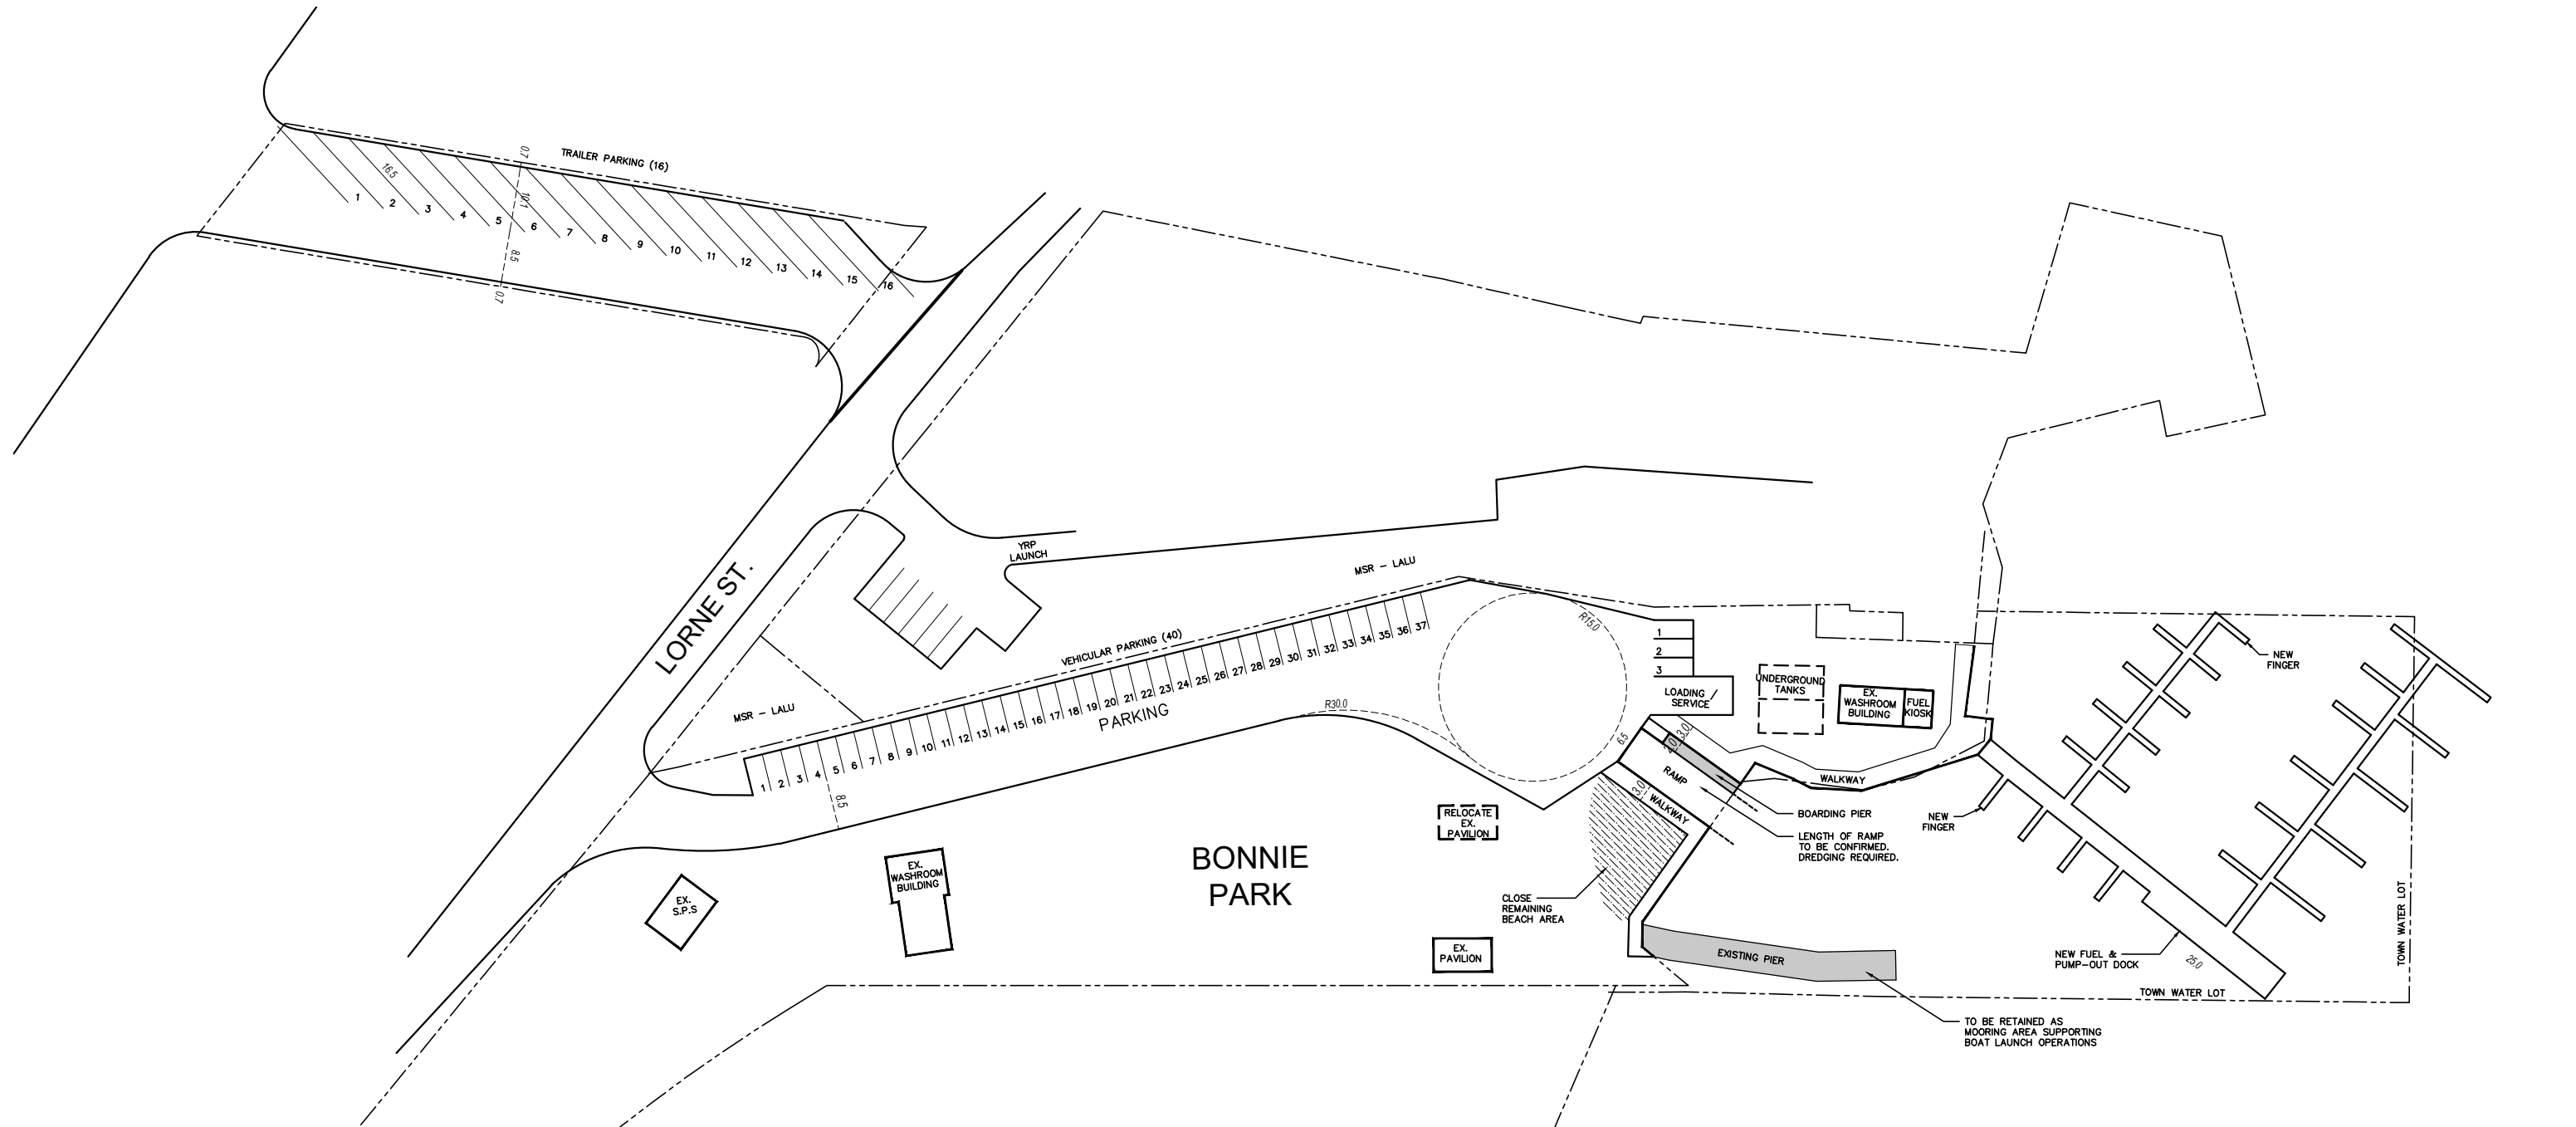 0.7
TRAILER PARKING (16)
16.5
10.1
1
2
3
4
5
6
7
8
9
10
11
12
13
14
15
16
8.5
0.7
LORNE ST.
YRP
LAUNCH
MSR - LALU
MSR - LALU
VEHICULAR PARKING (40)
1
2
3
4
5
6
7
8
9
10
11
12
13
14
15
16
17
18
19
20
21
22
23
24
25
26
27
28
29
30
31
32
33
34
35
36
37
PARKING
8.5
R30.0
R15.0
1
2
3
LOADING /
SERVICE
UNDERGROUND
TANKS
EX.
WASHROOM
BUILDING
FUEL
KIOSK
6.5
2.0
3.0
RAMP
3.0
WALKWAY
WALKWAY
BOARDING PIER
LENGTH OF RAMP
TO BE CONFIRMED.
DREDGING REQUIRED.
NEW
FINGER
NEW
FINGER
RELOCATE
EX.
PAVILION
BONNIE
PARK
EX.
WASHROOM
BUILDING
EX.
S.P.S
CLOSE
REMAINING
BEACH AREA
EX.
PAVILION
EXISTING PIER
NEW FUEL &
PUMP-OUT DOCK
25.0
TOWN WATER LOT
TOWN WATER LOT
TO BE RETAINED AS
MOORING AREA SUPPORTING
BOAT LAUNCH OPERATIONS